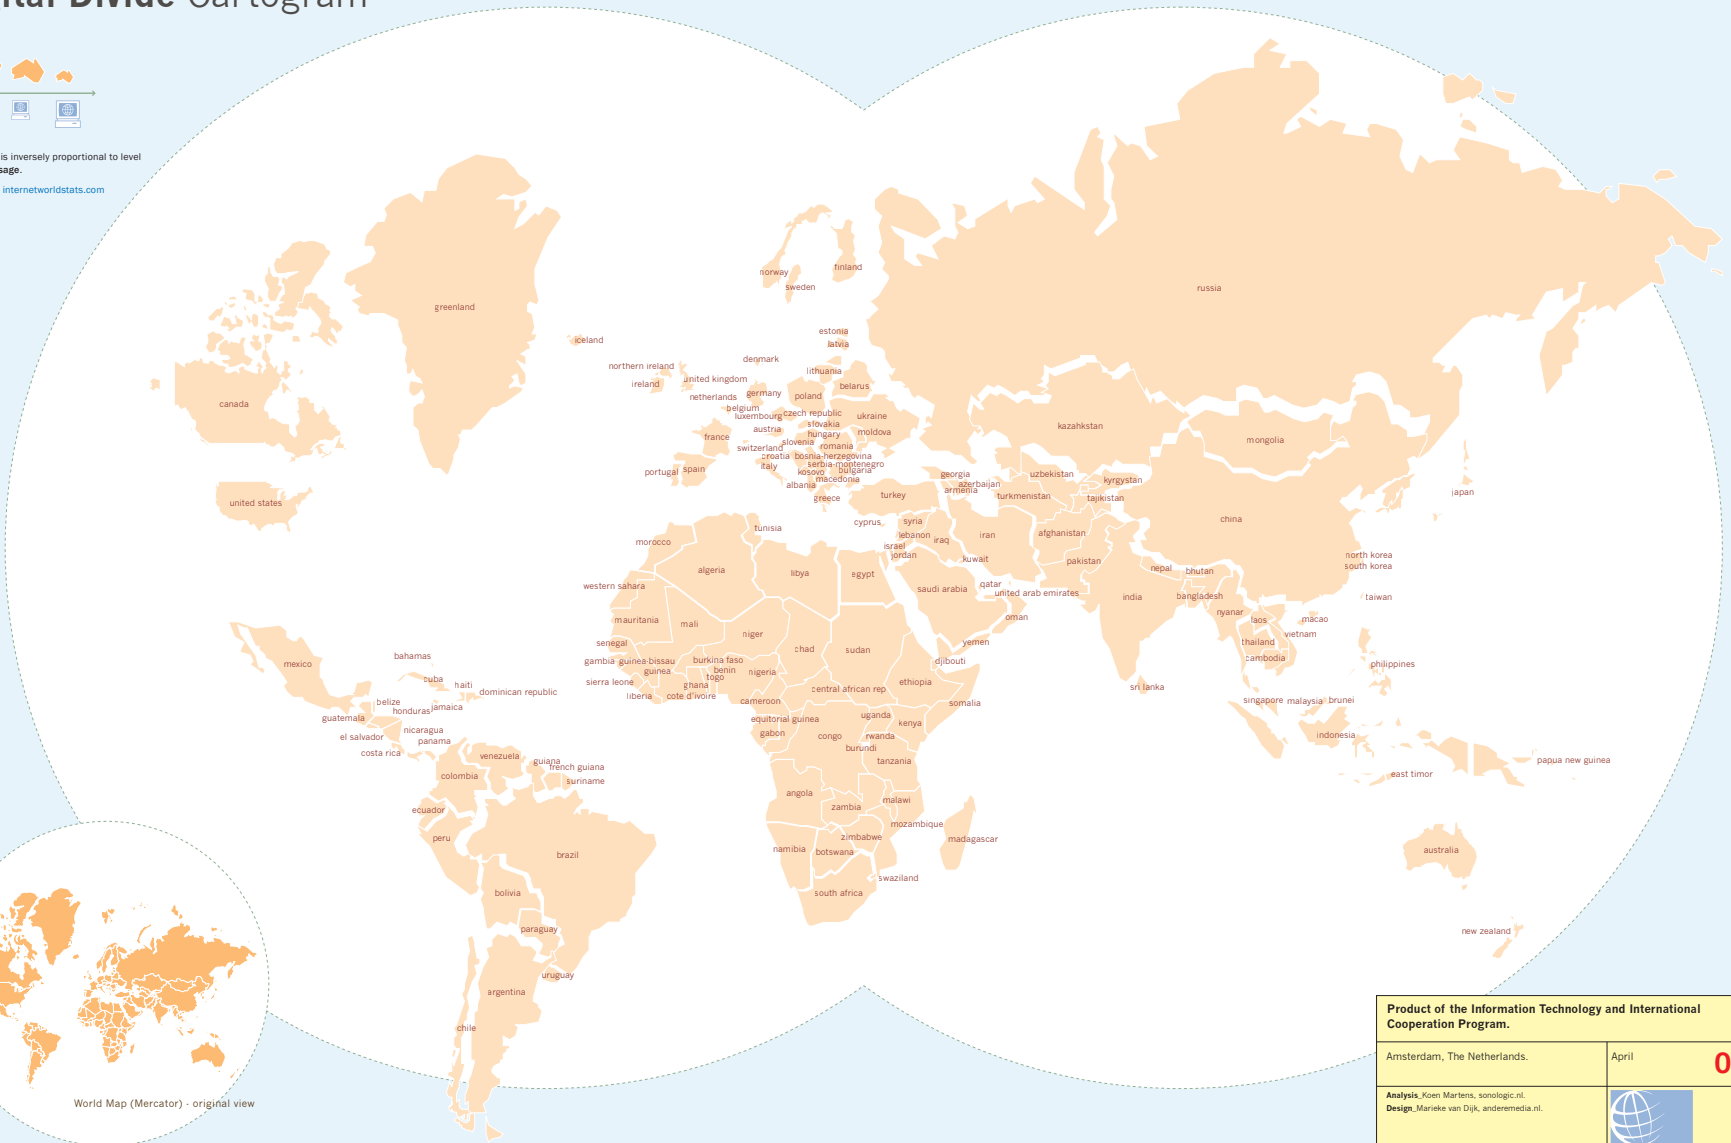 Divide Cartogram
is inversely proportional to level
sage.
internetworldstats.com
greenland
iceland
norway
finland
sweden
russia
estonia
latvia
denmark
northern ireland
lithuania
united kingdom
ireland
belarus
germany
netherlands
poland
canada
belgium
luxembourg
czech republic
ukraine
slovakia
austria
hungary
moldova
kazahkstan
france
slovenia
mongolia
switzerland
romania
croatia
bosnia-herzegovina
italy
serbia-montenegro
portugal
spain
kosovo
bulgaria
georgia
uzbekistan
macedonia
kyrgystan
albania
azerbaijan
armenia
japan
greece
turkey
turkmenistan
tajikistan
united states
cyprus
syria
china
tunisia
lebanon
iran
afghanistan
morocco
israel
iraq
jordan
kuwait
pakistan
north korea
south korea
algeria
libya
egypt
nepal
bhutan
western sahara
saudi arabia
qatar
united arab emirates
india
bangladesh
taiwan
mauritania
mali
oman
nyanar
laos
macao
niger
vietnam
senegal
chad
sudan
yemen
thailand
bahamas
gambia
guinea-bissau
burkina faso
djibouti
cambodia
mexico
guinea
benin
nigeria
philippines
cuba
togo
haiti
sierra leone
ghana
central african rep
ethiopia
sri lanka
dominican republic
liberia
cote d'ivoire
cameroon
somalia
singapore
malaysia
brunei
belize
jamaica
honduras
guatemala
equitorial guinea
uganda
kenya
nicaragua
gabon
congo
rwanda
indonesia
el salvador
panama
burundi
costa rica
venezuela
guiana
french guiana
tanzania
papua new guinea
colombia
suriname
east timor
angola
malawi
ecuador
zambia
mozambique
peru
zimbabwe
madagascar
brazil
namibia
botswana
australia
swaziland
bolivia
south africa
paraguay
new zealand
uruguay
argentina
chile
World Map (Mercator) - original view
Product of the Information Technology and International
Cooperation Program.
Amsterdam, The Netherlands.
April
0
Analysis_Koen Martens, sonologic.nl.
Design_Marieke van Dijk, anderemedia.nl.